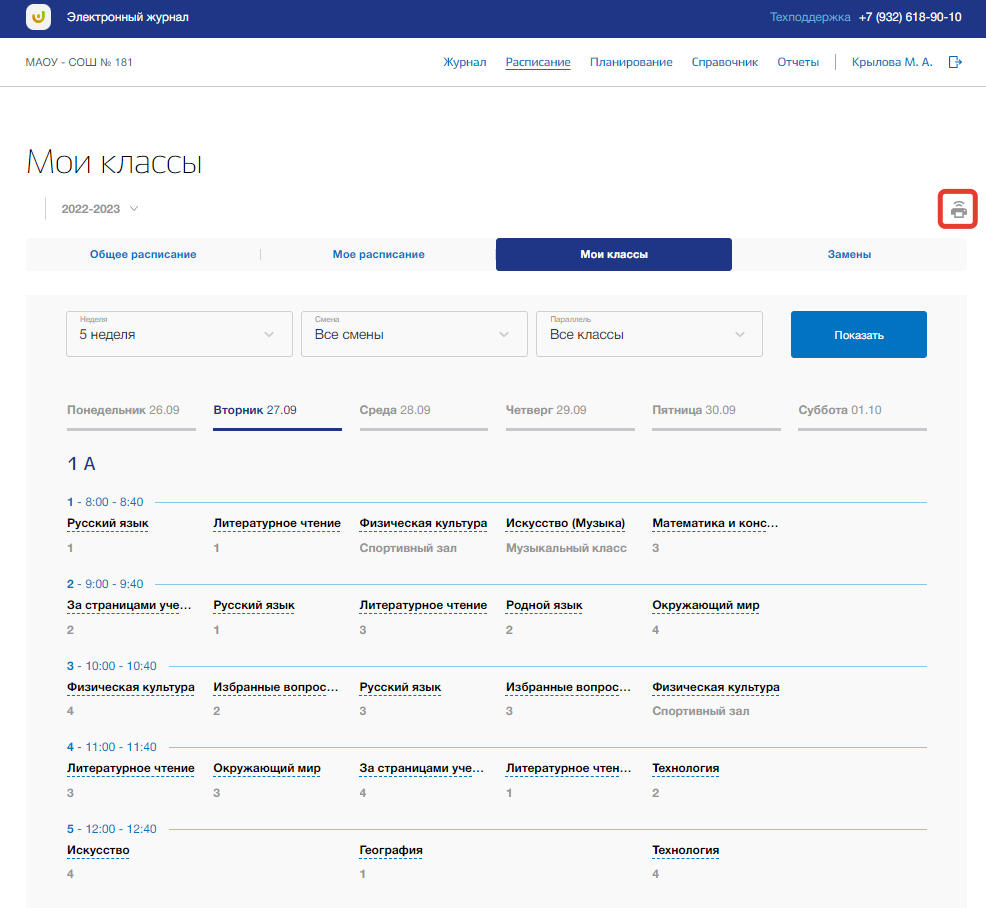 Электронный журнал
Техподдержка +7 (932) 618-90-10
МАОУ - СОШ № 181
Журнал Расписание Планирование Справочник Отчеты Крылова М. А.
Мои классы
2022-2023
Общее расписание Мое расписание Мои классы Замены
Неделя Смена Параллель
5 неделя Все смены Все классы Показать
Понедельник 26.09 Вторник 27.09 Среда 28.09 Четверг 29.09 Пятница 30.09 Суббота 01.10
1 А
1 - 8:00 - 8:40
Русский язык Литературное чтение Физическая культура Искусство (Музыка) Математика и конс...
1 1 Спортивный зал Музыкальный класс 3
2 - 9:00 - 9:40
За страницами уче... Русский язык Литературное чтение Родной язык Окружающий мир
2 1 3 2 4
3 - 10:00 - 10:40
Физическая культура Избранные вопрос... Русский язык Избранные вопрос... Физическая культура
4 2 3 3 Спортивный зал
4 - 11:00 - 11:40
Литературное чтение Окружающий мир За страницами уче... Литературное чтен... Технология
3 3 4 1 2
5 - 12:00 - 12:40
Искусство География Технология
4 1 4